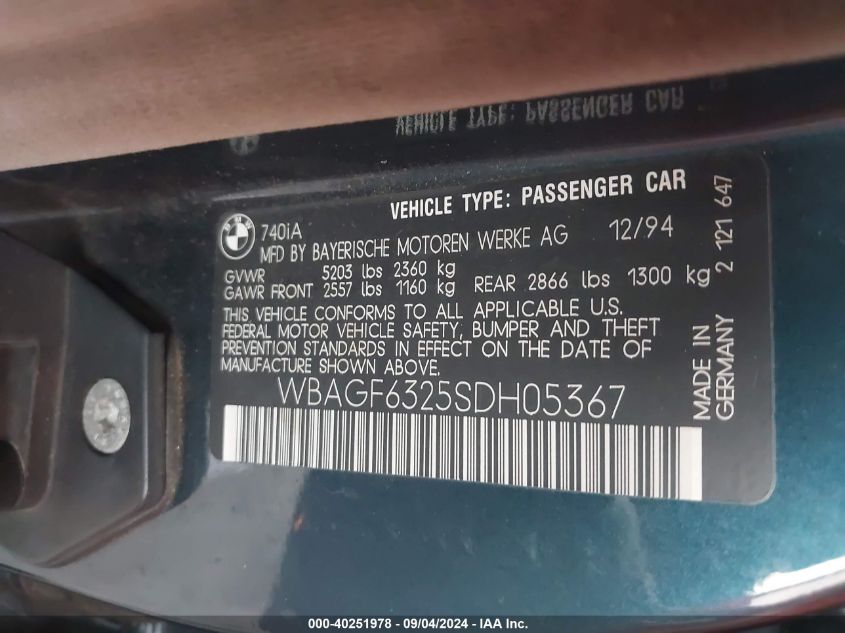 VEHICLE TYPE: PASSENGER CAR
VEHICLE TYPE: PASSENGER CAR
BMW
740iA
MFD BY BAYERISCHE MOTOREN WERKE AG 12/94
GVWR 5203 lbs 2360 kg
GAWR FRONT 2557 lbs 1160 kg REAR 2866 lbs 1300 kg
THIS VEHICLE CONFORMS TO ALL APPLICABLE U.S.
FEDERAL MOTOR VEHICLE SAFETY, BUMPER AND THEFT
PREVENTION STANDARDS IN EFFECT ON THE DATE OF
MANUFACTURE SHOWN ABOVE.
WBAGF6325SDH05367
MADE IN
GERMANY
2 121 647
000-40251978 - 09/04/2024 - IAA, Inc.